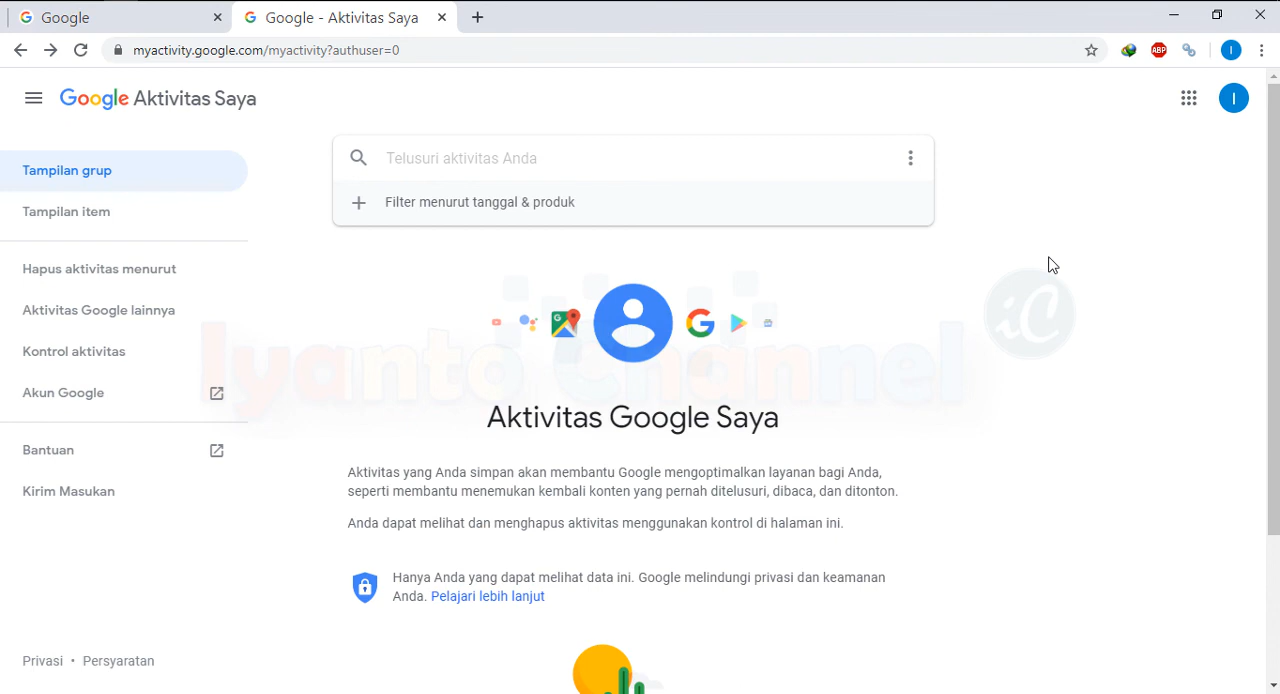 Google
Google - Aktivitas Saya
myactivity.google.com/myactivity?authuser=0
ABP
I
Google Aktivitas Saya
I
Tampilan grup
Tampilan item
Hapus aktivitas menurut
Aktivitas Google lainnya
Kontrol aktivitas
Akun Google
Bantuan
Kirim Masukan
Privasi • Persyaratan
Telusuri aktivitas Anda
Filter menurut tanggal & produk
iC
Iyanto Channel
Aktivitas Google Saya
Aktivitas yang Anda simpan akan membantu Google mengoptimalkan layanan bagi Anda,
seperti membantu menemukan kembali konten yang pernah ditelusuri, dibaca, dan ditonton.
Anda dapat melihat dan menghapus aktivitas menggunakan kontrol di halaman ini.
Hanya Anda yang dapat melihat data ini. Google melindungi privasi dan keamanan
Anda. Pelajari lebih lanjut